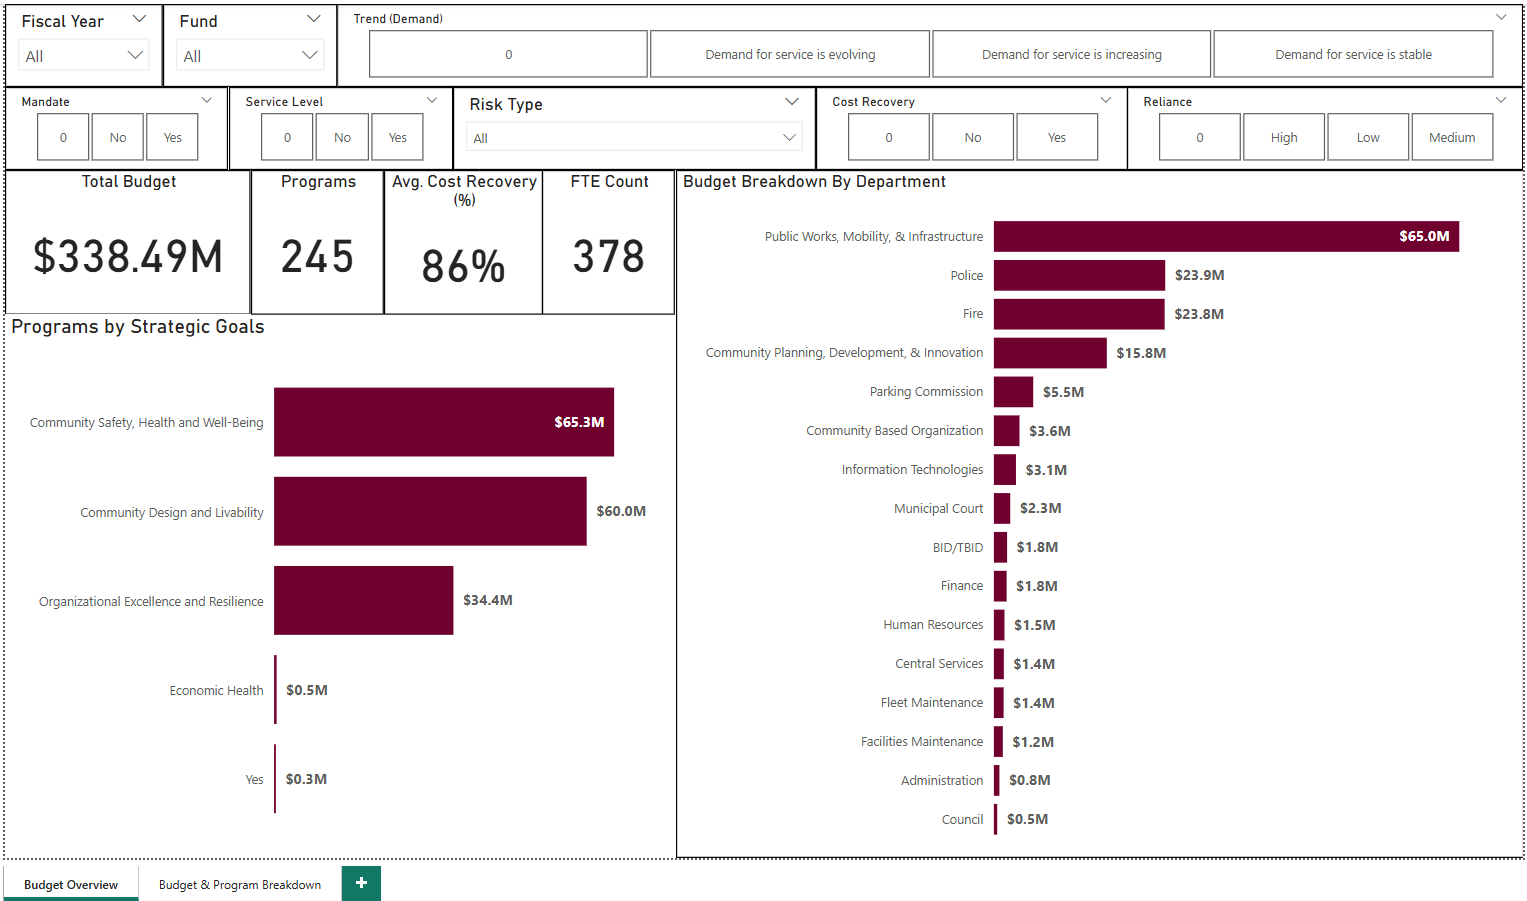 Fiscal Year
All
Fund
All
Trend (Demand)
0
Demand for service is evolving
Demand for service is increasing
Demand for service is stable
Mandate
0
No
Yes
Service Level
0
No
Yes
Risk Type
All
Cost Recovery
0
No
Yes
Reliance
0
High
Low
Medium
Total Budget
$338.49M
Programs
245
Avg. Cost Recovery
(%)
86%
FTE Count
378
Programs by Strategic Goals
Community Safety, Health and Well-Being $65.3M
Community Design and Livability $60.0M
Organizational Excellence and Resilience $34.4M
Economic Health $0.5M
Yes $0.3M
Budget Breakdown By Department
Public Works, Mobility, & Infrastructure $65.0M
Police $23.9M
Fire $23.8M
Community Planning, Development, & Innovation $15.8M
Parking Commission $5.5M
Community Based Organization $3.6M
Information Technologies $3.1M
Municipal Court $2.3M
BID/TBID $1.8M
Finance $1.8M
Human Resources $1.5M
Central Services $1.4M
Fleet Maintenance $1.4M
Facilities Maintenance $1.2M
Administration $0.8M
Council $0.5M
Budget Overview
Budget & Program Breakdown
+